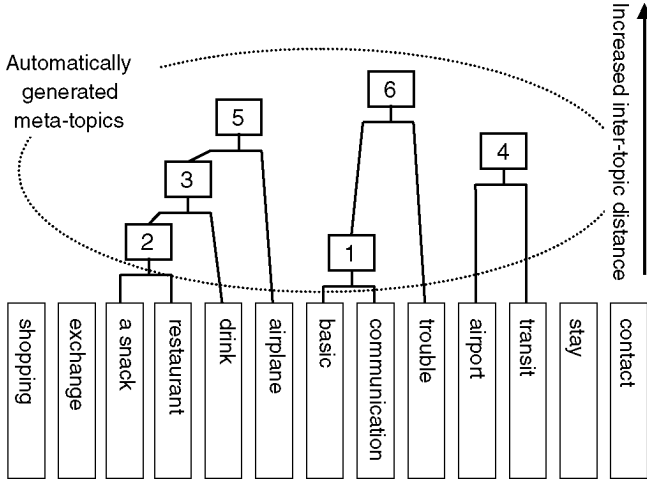 Automatically
generated
meta-topics
6
5
4
3
2
1
Increased inter-topic distance
shopping
exchange
a snack
restaurant
drink
airplane
basic
communication
trouble
airport
transit
stay
contact